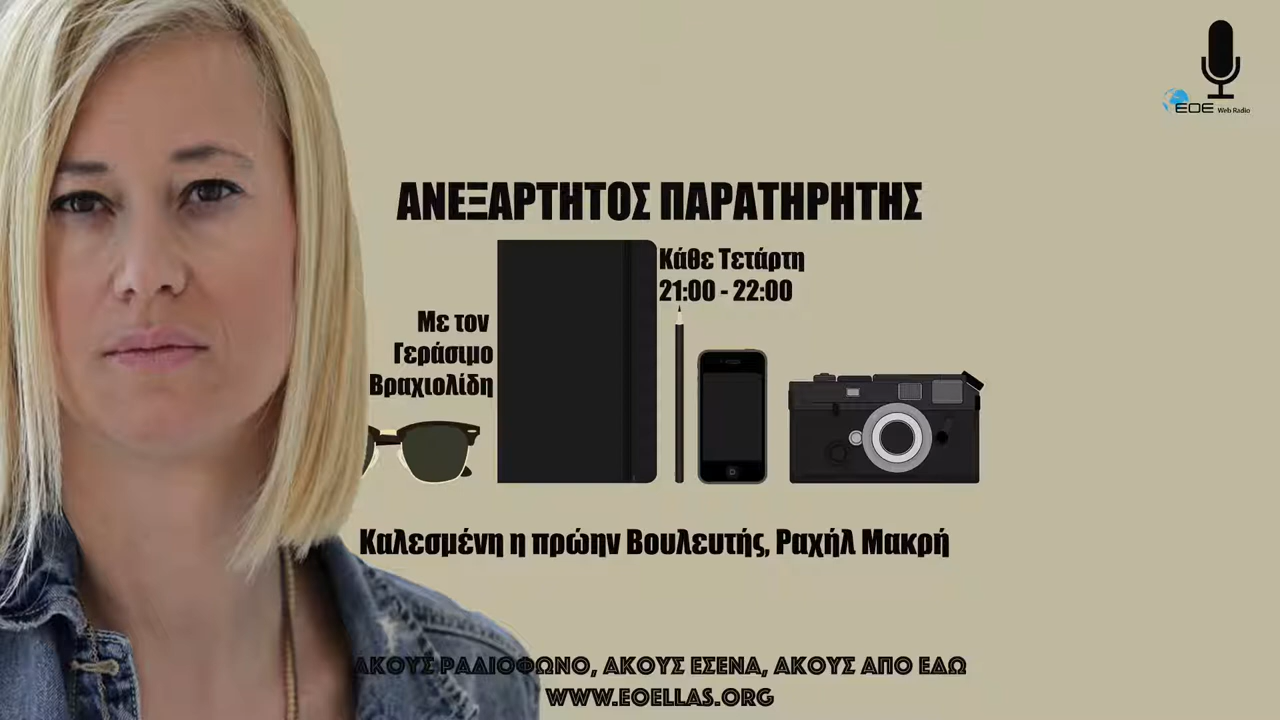 EOE Web Radio
ΑΝΕΞΑΡΤΗΤΟΣ ΠΑΡΑΤΗΡΗΤΗΣ
Κάθε Τετάρτη
21:00 - 22:00
Με τον
Γεράσιμο
Βραχιολίδη
Καλεσμένη η πρώην Βουλευτής, Ραχήλ Μακρή
ΑΚΟΥΣ ΡΑΔΙΟΦΩΝΟ, ΑΚΟΥΣ ΕΣΕΝΑ, ΑΚΟΥΣ ΑΠΟ ΕΔΩ
WWW.EOELLAS.ORG